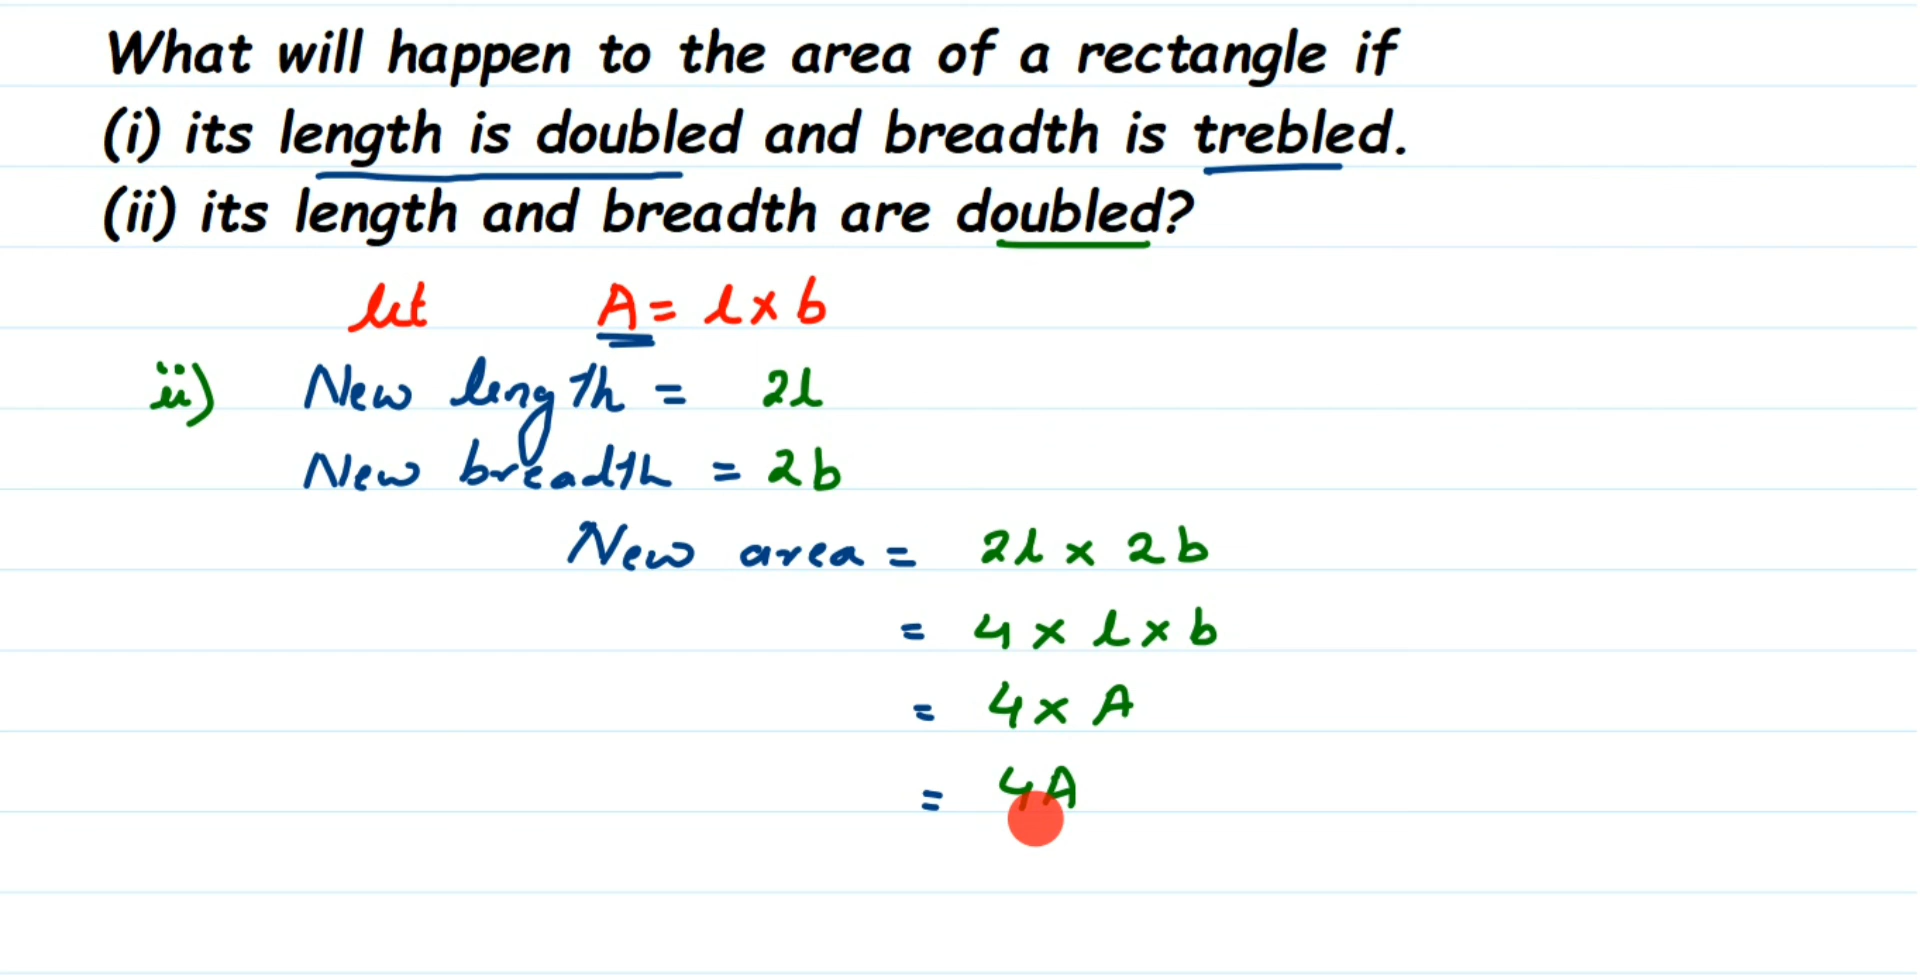 What will happen to the area of a rectangle if
(i) its length is doubled and breadth is trebled.
(ii) its length and breadth are doubled?
let A = l × b
ii) New length = 2l
New breadth = 2b
New area = 2l × 2b
= 4 × l × b
= 4 × A
= 4A